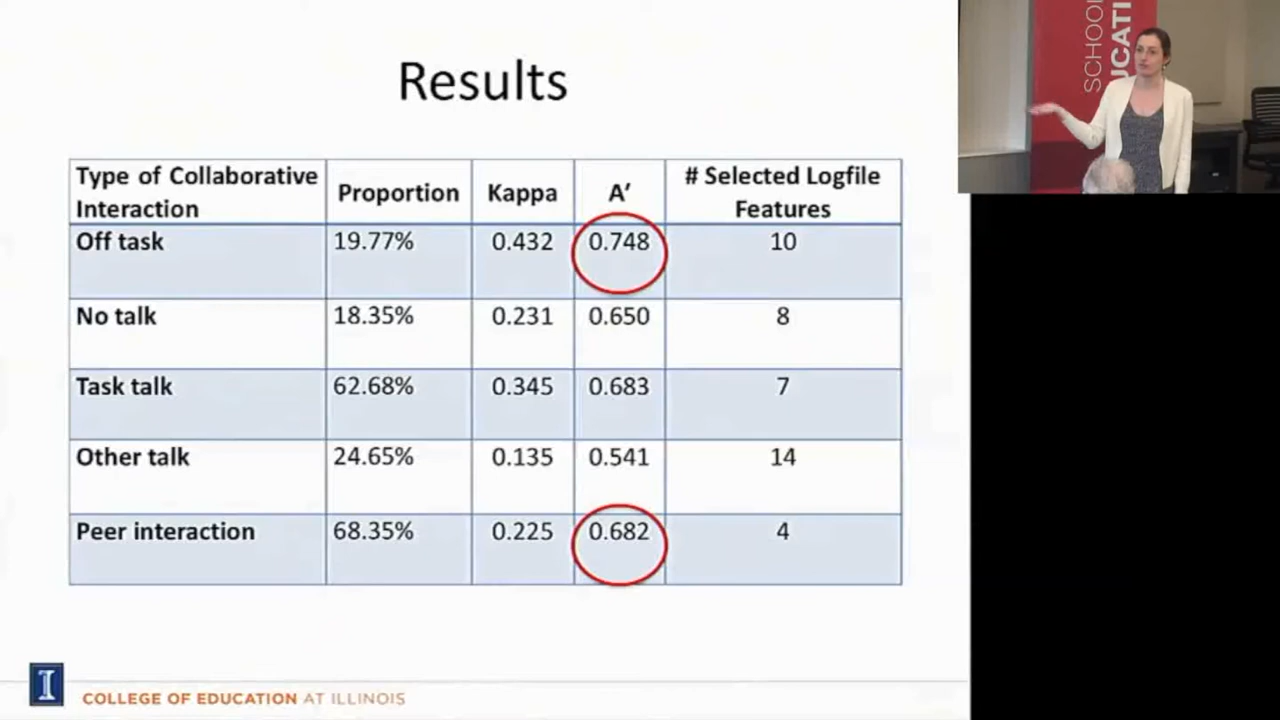 Results
Type of Collaborative Interaction Proportion Kappa A′ # Selected Logfile Features
Off task 19.77% 0.432 0.748 10
No talk 18.35% 0.231 0.650 8
Task talk 62.68% 0.345 0.683 7
Other talk 24.65% 0.135 0.541 14
Peer interaction 68.35% 0.225 0.682 4
I
COLLEGE OF EDUCATION AT ILLINOIS
SCHOOL